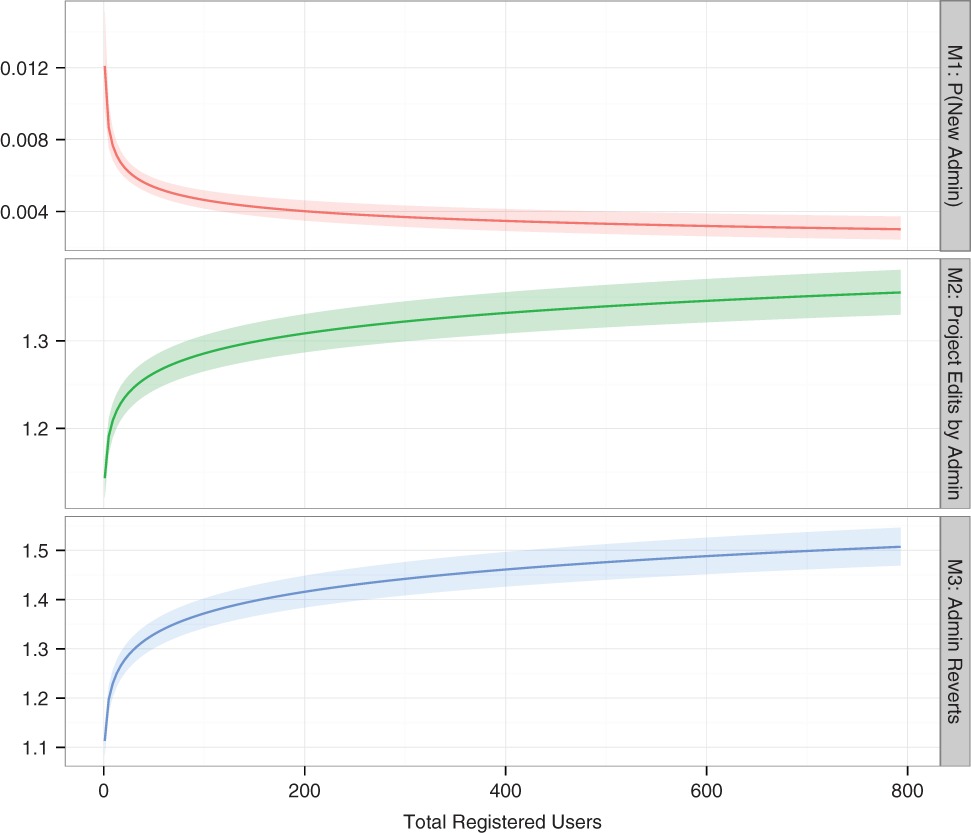 0.012
0.008
0.004
M1: P(New Admin)
1.3
1.2
M2: Project Edits by Admin
1.5
1.4
1.3
1.2
1.1
M3: Admin Reverts
0 200 400 600 800
Total Registered Users